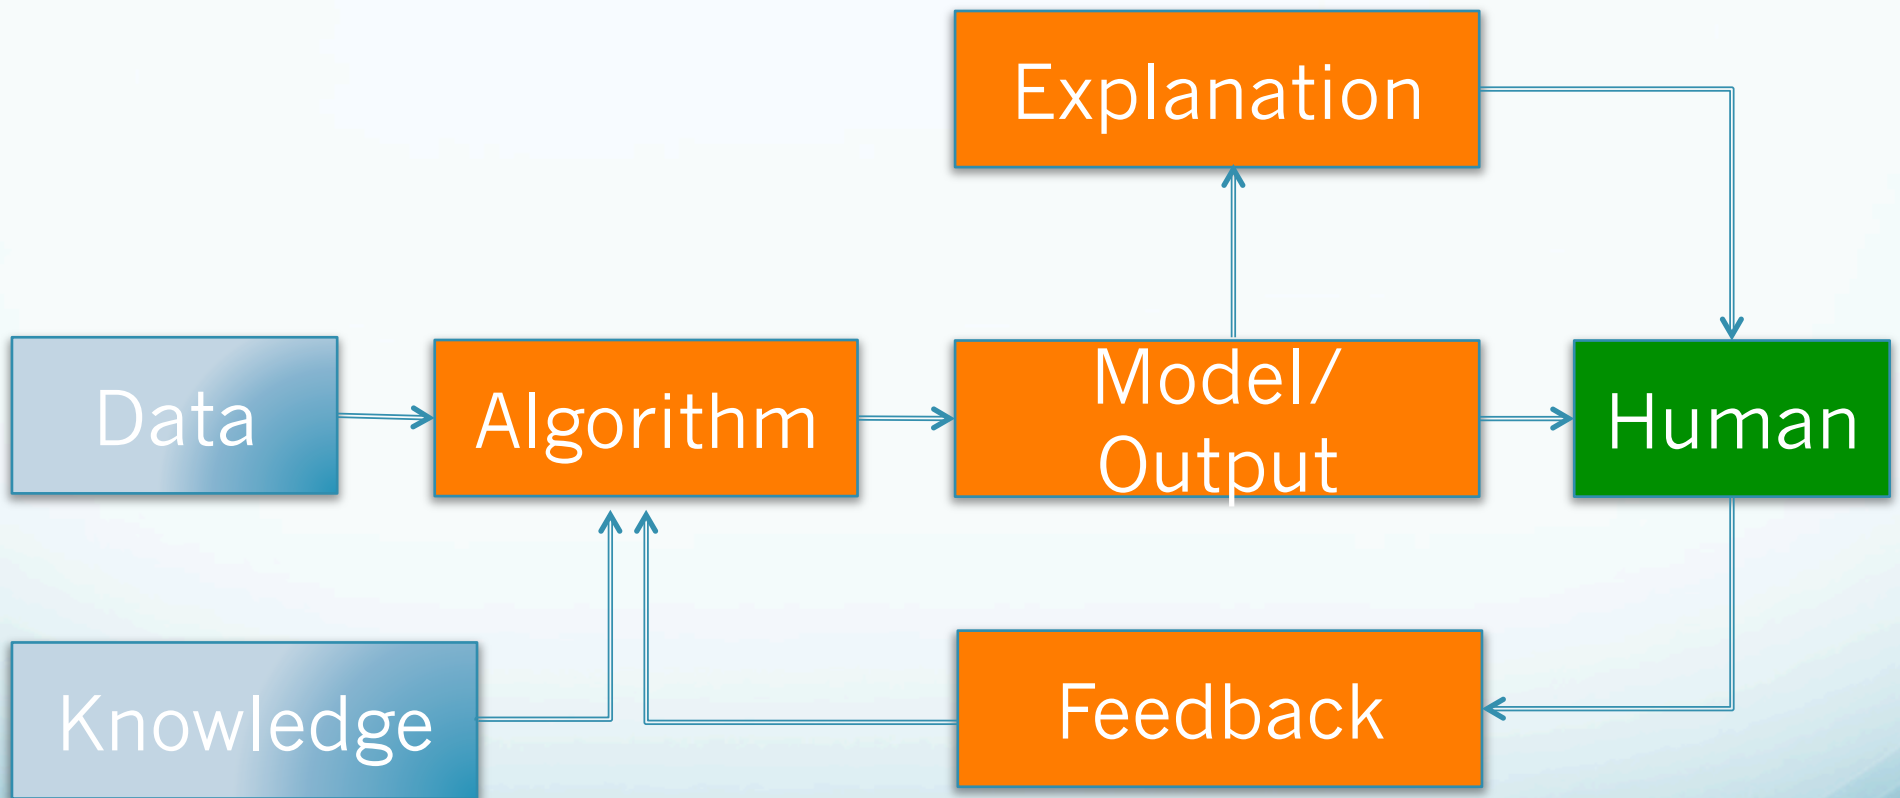 Explanation
Data
Algorithm
Model/
Output
Human
Knowledge
Feedback